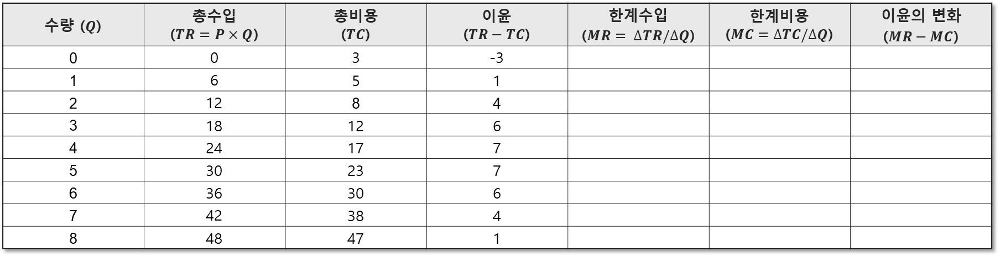 수량 (Q) 총수입 총비용 이윤 한계수입 한계비용 이윤의 변화
(TR = P × Q) (TC) (TR − TC) (MR = ΔTR/ΔQ) (MC = ΔTC/ΔQ) (MR − MC)
0 0 3 -3
1 6 5 1
2 12 8 4
3 18 12 6
4 24 17 7
5 30 23 7
6 36 30 6
7 42 38 4
8 48 47 1